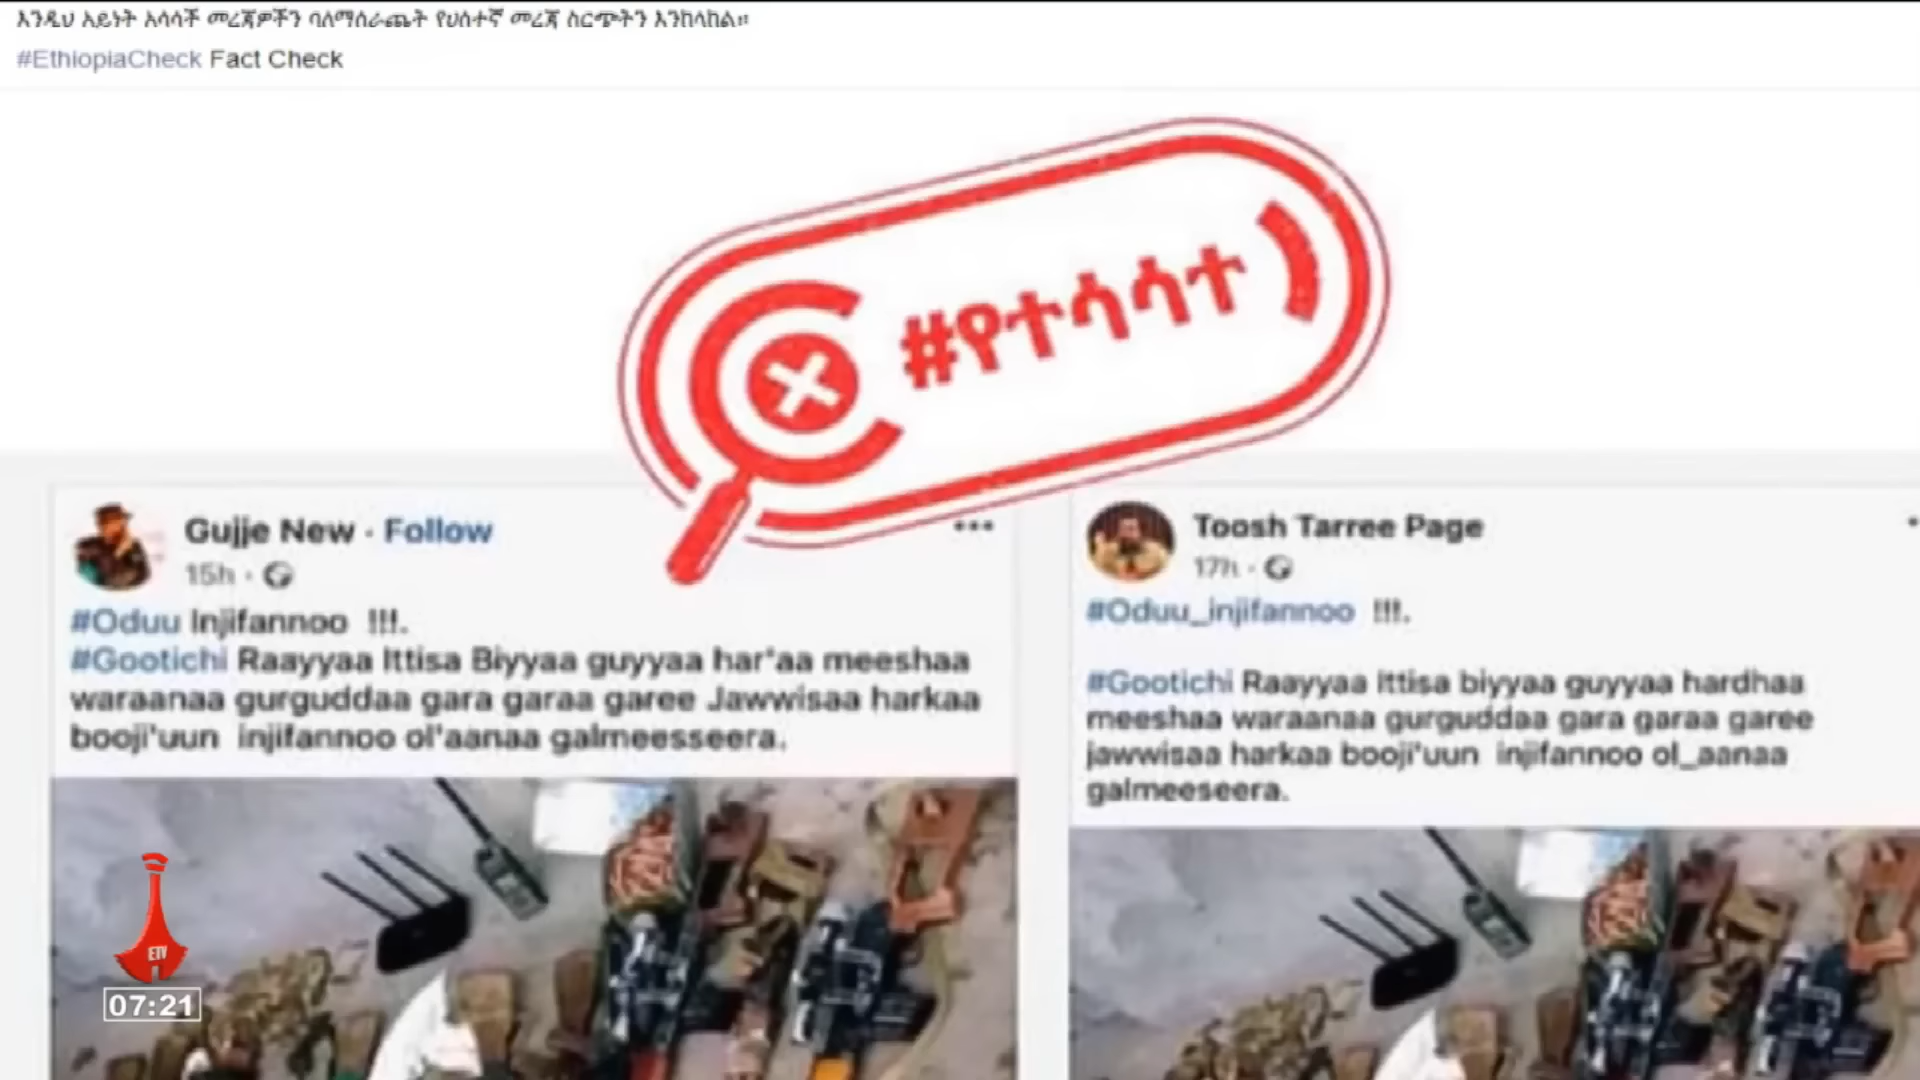 እንዲህ አይነት አሳሳች መረጃዎችን ባለማሰራጨት የሀሰተኛ መረጃ ስርጭትን እንከላከል።
#EthiopiaCheck Fact Check
#የተሳሳተ
Gujje New · Follow
15h ·
#Oduu Injifannoo !!!.
#Gootichi Raayyaa Ittisa Biyyaa guyyaa har'aa meeshaa
waraanaa gurguddaa gara garaa garee Jawwisaa harkaa
booji'uun injifannoo ol'aanaa galmeesseera.
Toosh Tarree Page
17h ·
#Oduu_injifannoo !!!.
#Gootichi Raayyaa Ittisa biyyaa guyyaa hardhaa
meeshaa waraanaa gurguddaa gara garaa garee
jawwisaa harkaa booji'uun injifannoo ol_aanaa
galmeeseera.
ETV
07:21